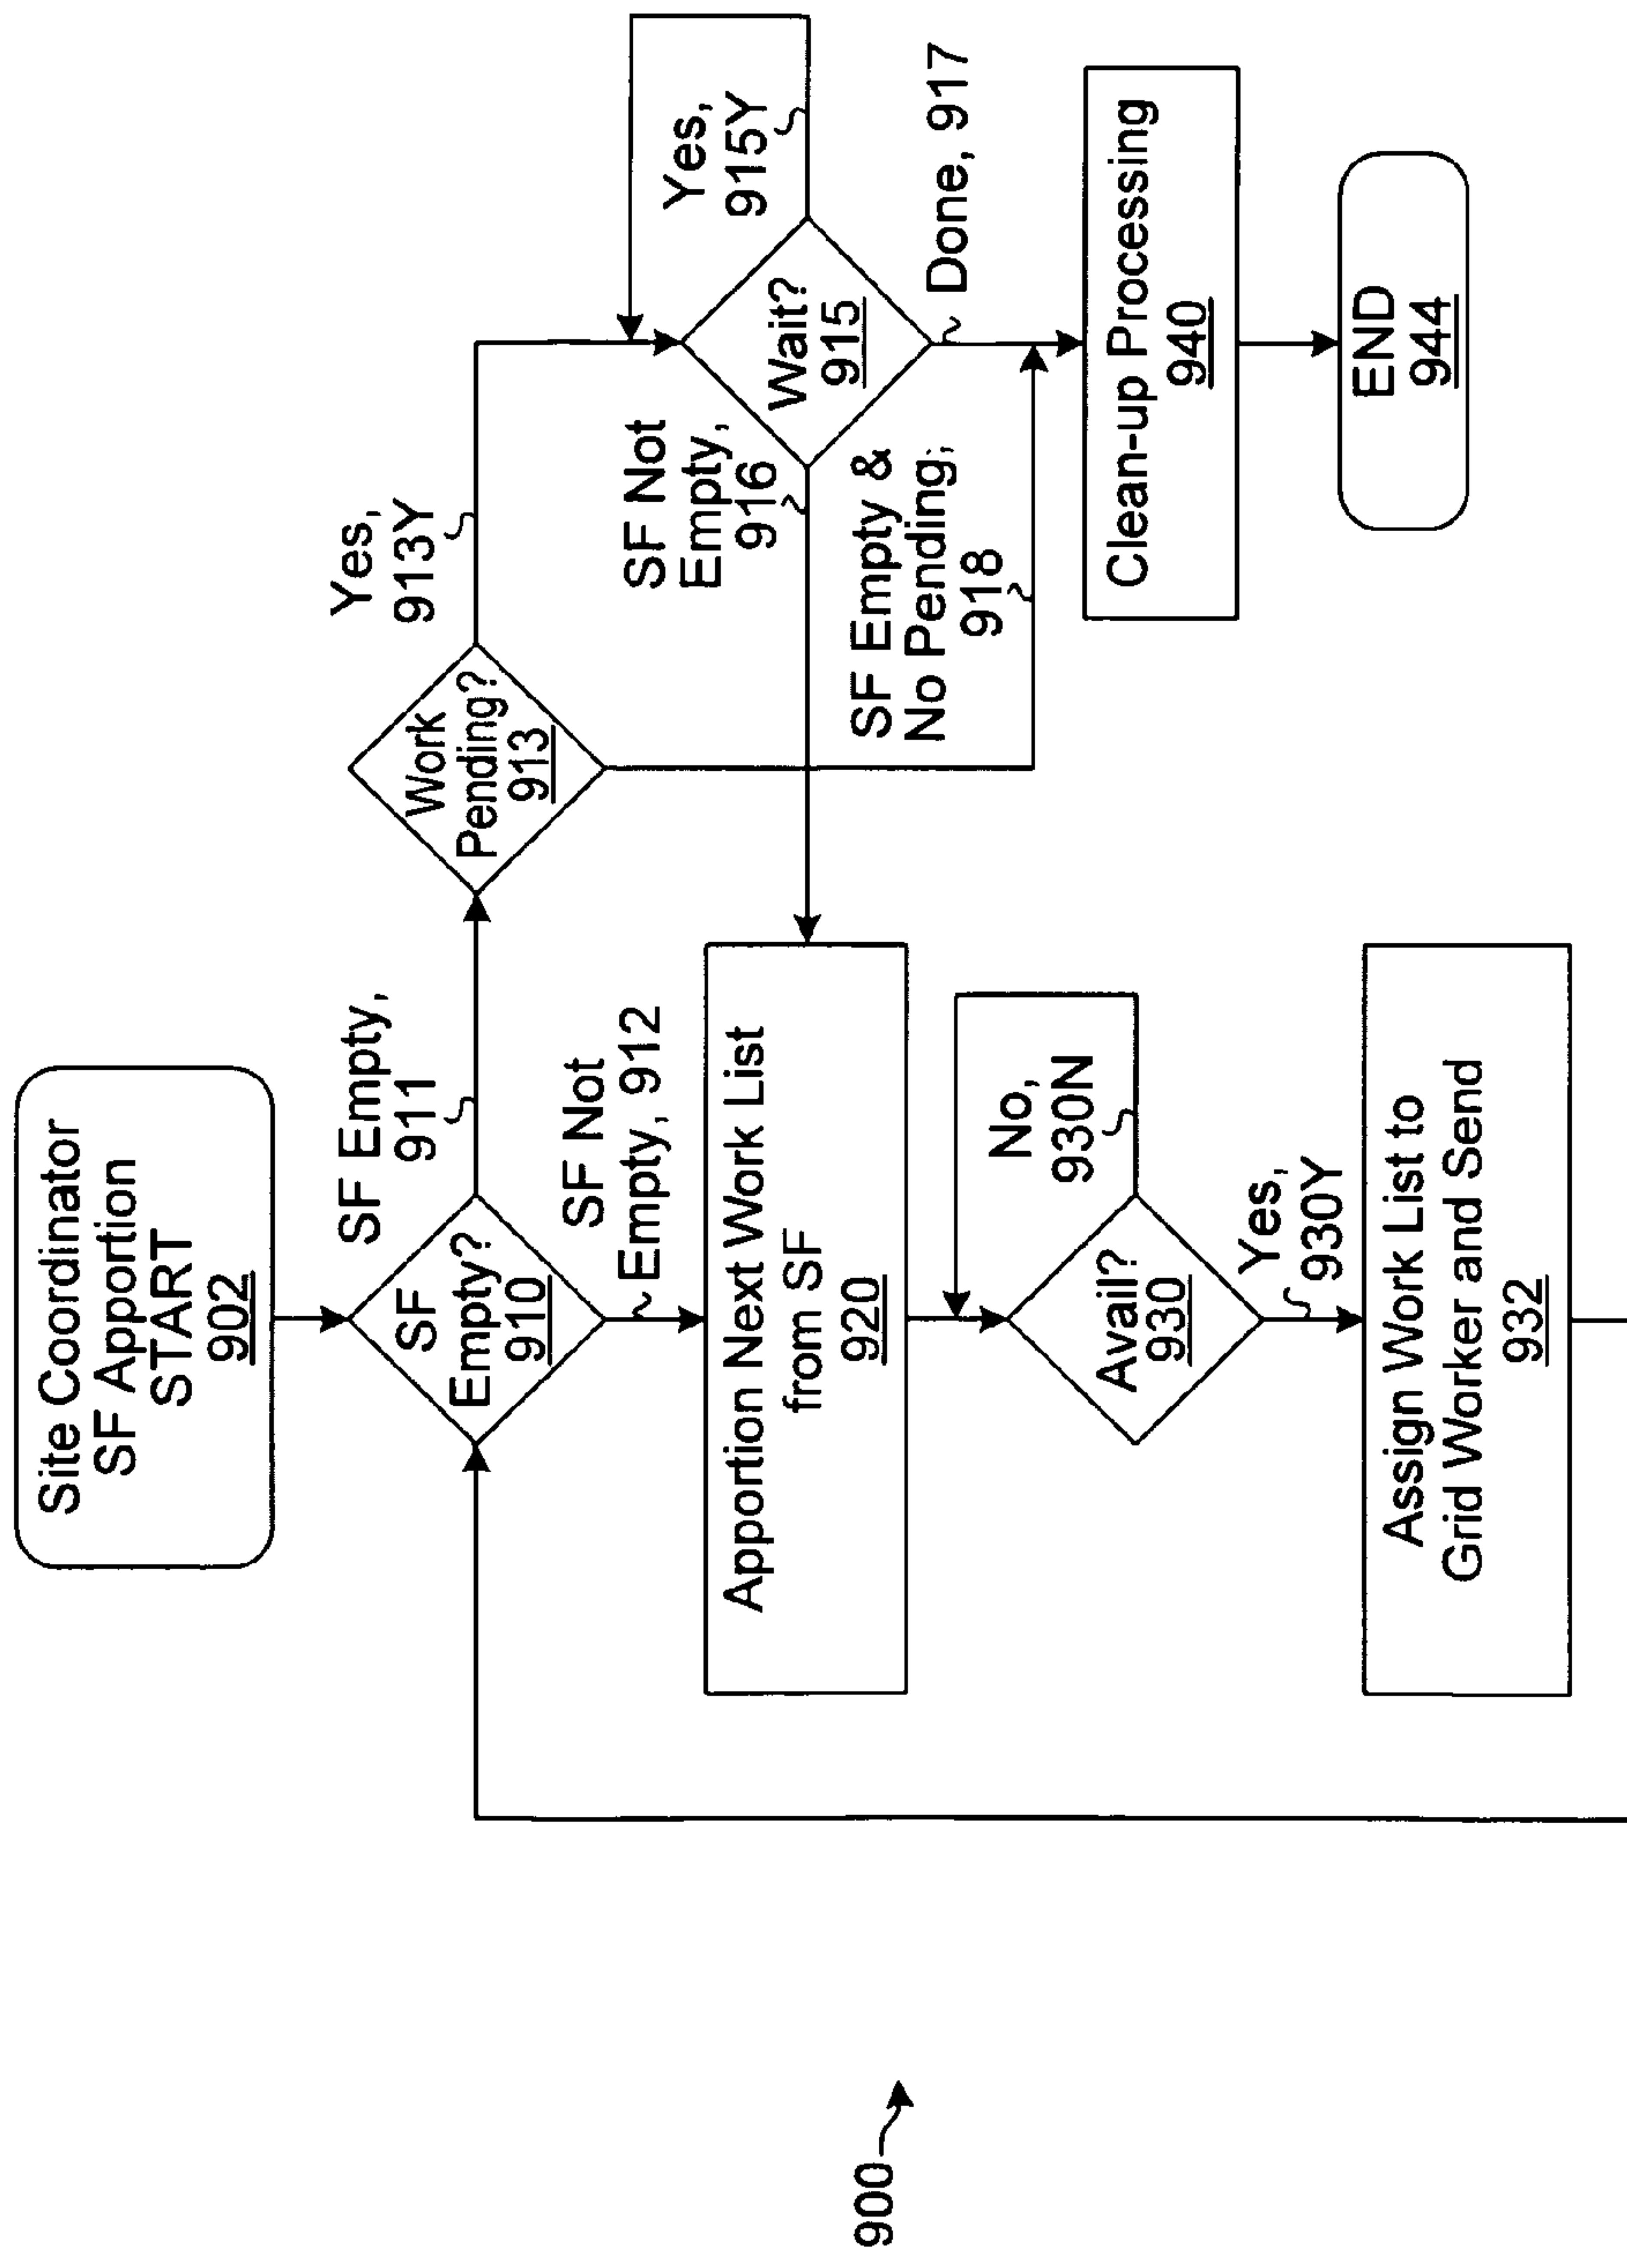 Site Coordinator
SF Apportion
START
902
SF
Empty?
910
SF Empty,
911
SF Not
Empty, 912
Work
Pending?
913
Yes,
913Y
Wait?
915
Yes,
915Y
SF Not
Empty,
916
Done, 917
SF Empty &
No Pending,
918
Apportion Next Work List
from SF
920
Avail?
930
No,
930N
Yes,
930Y
Assign Work List to
Grid Worker and Send
932
Clean-up Processing
940
END
944
900